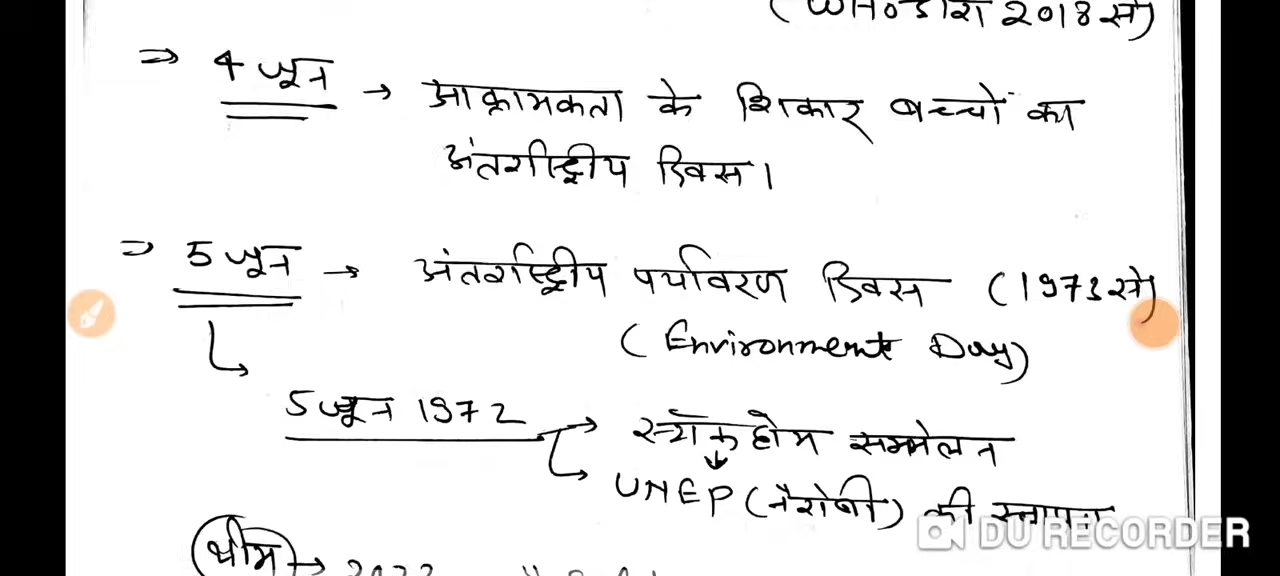 ( WHO द्वारा 2018 से)
⇒ 4 जून → आक्रामकता के शिकार बच्चों का
अंतर्राष्ट्रीय दिवस।
⇒ 5 जून → अंतर्राष्ट्रीय पर्यावरण दिवस (1973 से)
( Environment Day)
5 जून 1972 → स्टॉकहोम सम्मेलन
UNEP (नैरोबी) की स्थापना
थीम →
DU RECORDER